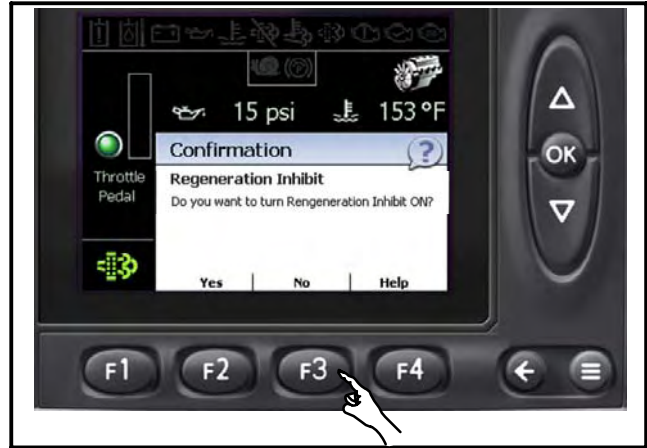 15 psi 153 °F
Confirmation ?
Throttle Pedal
Regeneration Inhibit
Do you want to turn Rengeneration Inhibit ON?
Yes No Help
OK
F1 F2 F3 F4